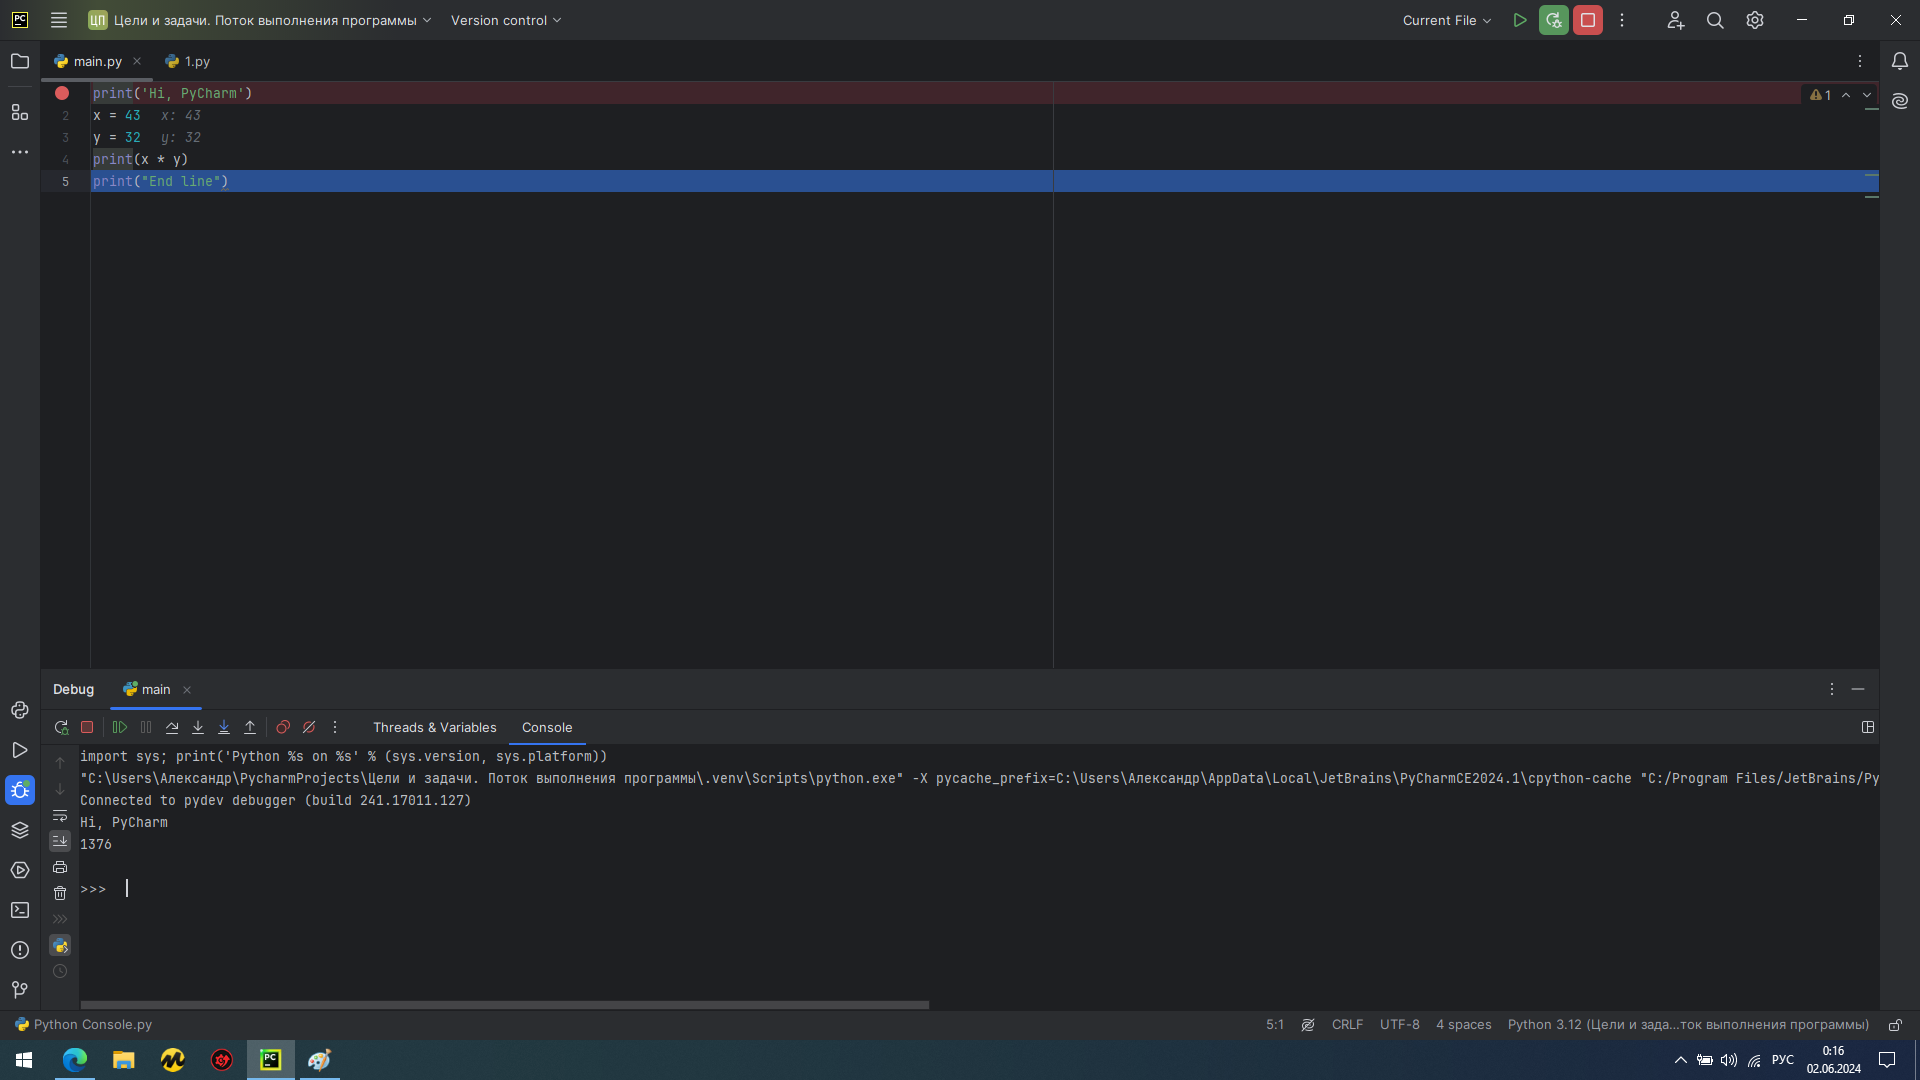 PC ЦП Цели и задачи. Поток выполнения программы Version control Current File
main.py 1.py
print('Hi, PyCharm') 1
2 x = 43 x: 43
3 y = 32 y: 32
4 print(x * y)
5 print("End line")
Debug main
Threads & Variables Console
import sys; print('Python %s on %s' % (sys.version, sys.platform))
"C:\Users\Александр\PycharmProjects\Цели и задачи. Поток выполнения программы\.venv\Scripts\python.exe" -X pycache_prefix=C:\Users\Александр\AppData\Local\JetBrains\PyCharmCE2024.1\cpython-cache "C:/Program Files/JetBrains/Py
Connected to pydev debugger (build 241.17011.127)
Hi, PyCharm
1376
>>>
Python Console.py 5:1 CRLF UTF-8 4 spaces Python 3.12 (Цели и зада...ток выполнения программы)
PC РУС 0:16
02.06.2024